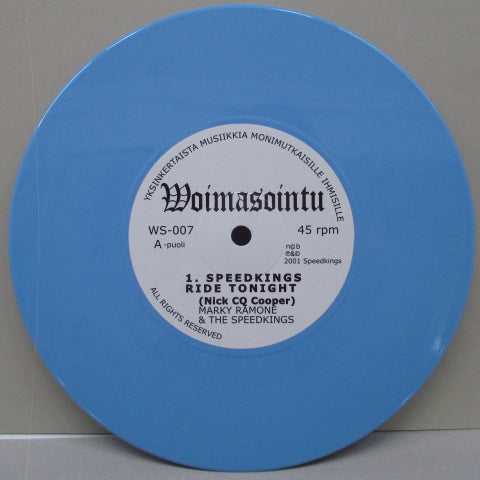 YKSINKERTAISTA MUSIIKKIA MONIMUTKAISILLE IHMISILLE
Woimasointu
WS-007 45 rpm
A-puoli
n©b
℗&©
2001 Speedkings
1. SPEEDKINGS
RIDE TONIGHT
(Nick CQ Cooper)
MARKY RAMONE
& THE SPEEDKINGS
ALL RIGHTS RESERVED